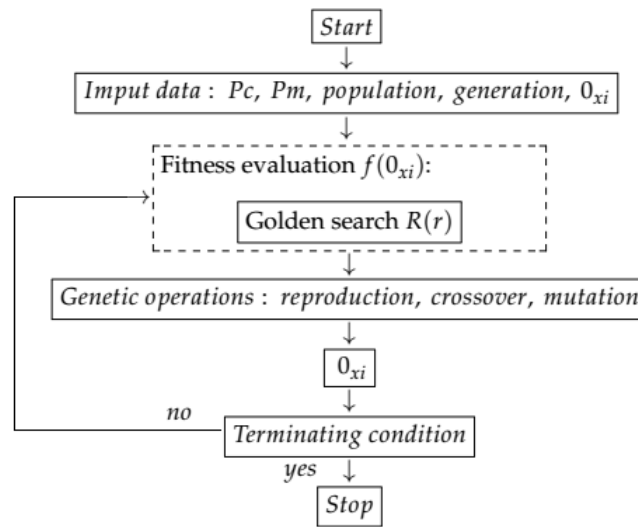 Start
Imput data : Pc, Pm, population, generation, 0xi
Fitness evaluation f(0xi):
Golden search R(r)
Genetic operations : reproduction, crossover, mutation
0xi
no
Terminating condition
yes
Stop